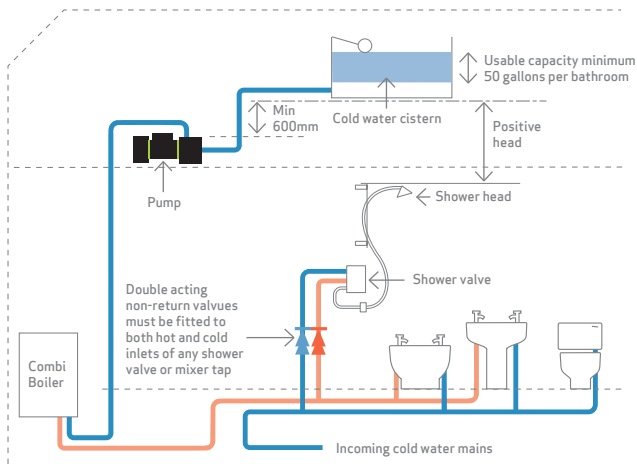 Usable capacity minimum
50 gallons per bathroom
Min
600mm
Cold water cistern
Positive
head
Pump
Shower head
Shower valve
Double acting
non-return valvues
must be fitted to
both hot and cold
inlets of any shower
valve or mixer tap
Combi
Boiler
Incoming cold water mains